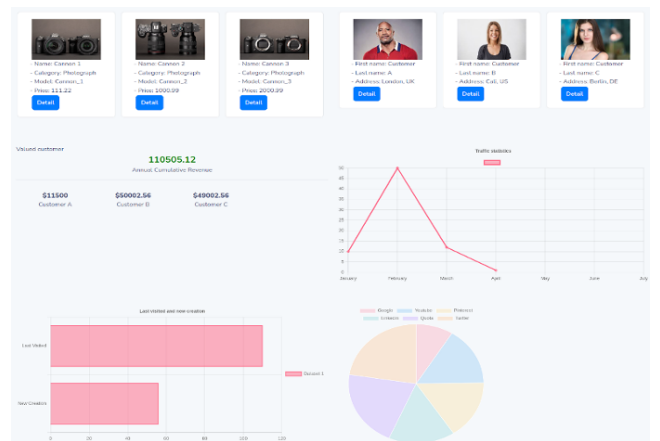 - Name: Cannon 1
- Category: Photograph
- Model: Cannon_1
- Price: 111.22
Detail
- Name: Cannon 2
- Category: Photograph
- Model: Cannon_2
- Price: 1000.99
Detail
- Name: Cannon 3
- Category: Photograph
- Model: Cannon_3
- Price: 2000.99
Detail
- First name: Customer
- Last name: A
- Address: London, UK
Detail
- First name: Customer
- Last name: B
- Address: Cali, US
Detail
- First name: Customer
- Last name: C
- Address: Berlin, DE
Detail
Valued customer
110505.12
Annual Cumulative Revenue
$11500
Customer A
$50002.56
Customer B
$49002.56
Customer C
Traffic statistics
50
45
40
35
30
25
20
15
10
5
0
January February March April May June July
Last visited and new creation
Last Visited
New Creation
Dataset 1
0 20 40 60 80 100 120
Google Youtube Pinterest
Linkedin Quora Twitter